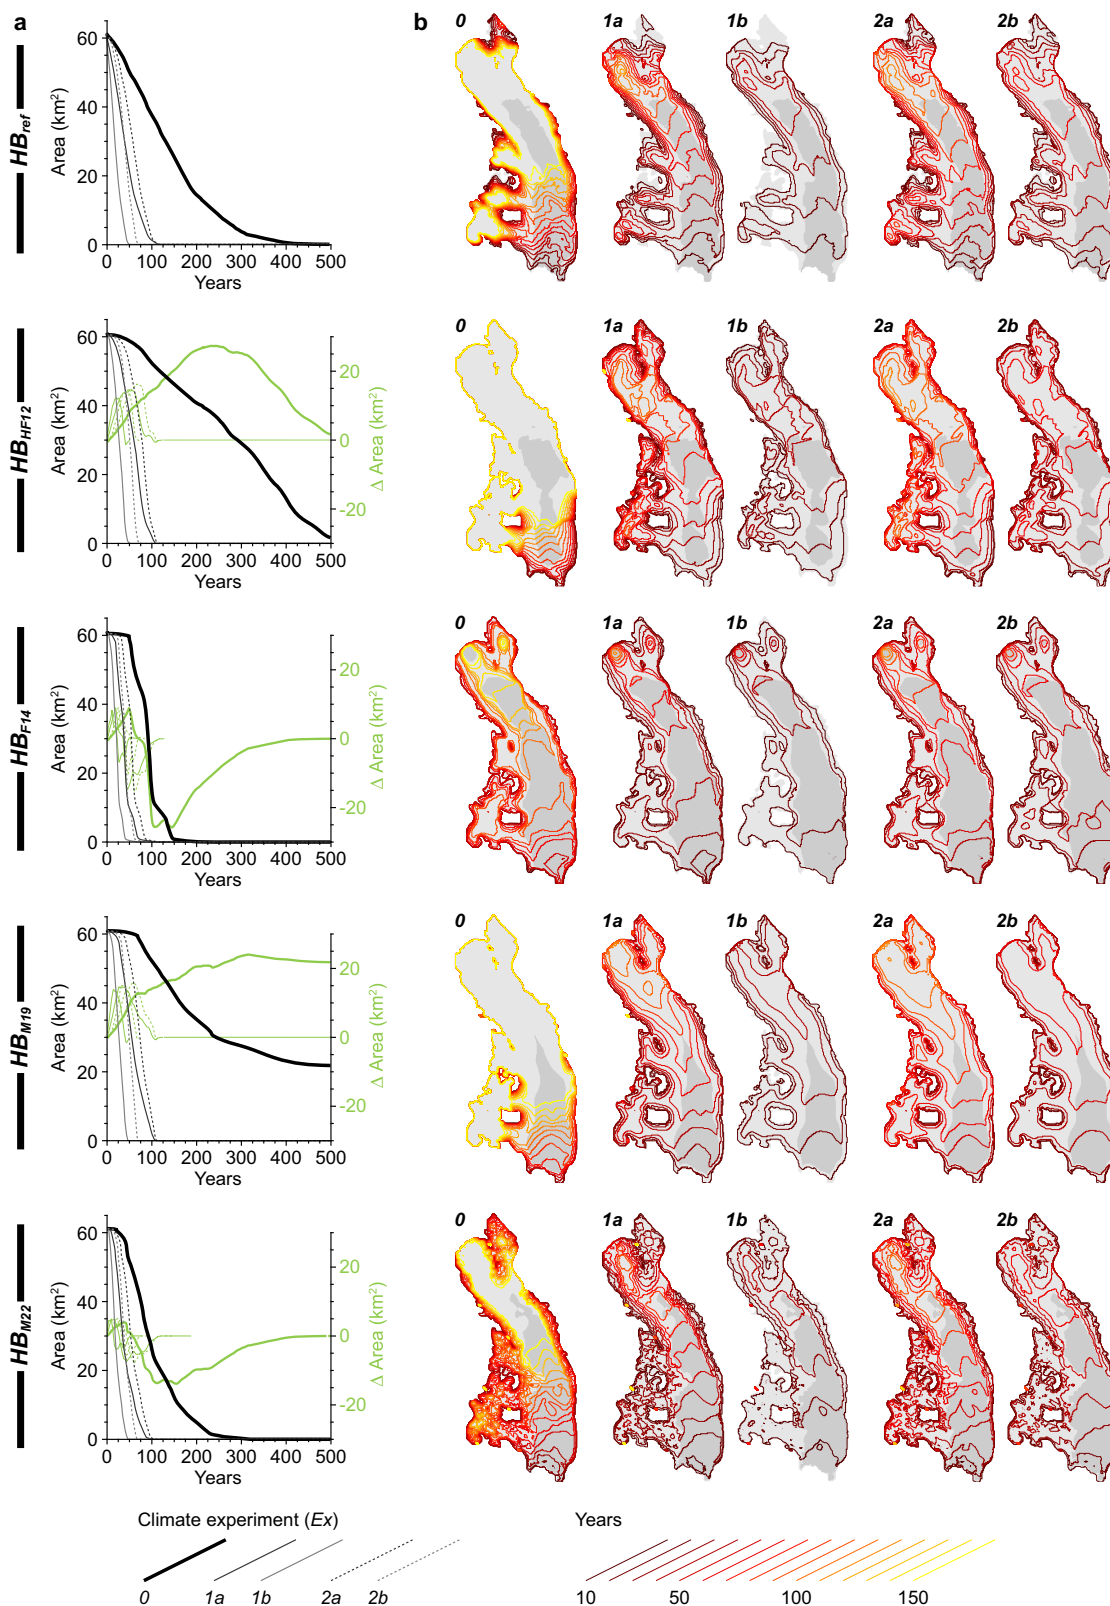 a
b
HB_ref
Area (km²)
60
40
20
0
0 100 200 300 400 500
Years
0 1a 1b 2a 2b
HB_HF12
Area (km²)
60
40
20
0
0 100 200 300 400 500
Years
20
0
-20
Δ Area (km²)
0 1a 1b 2a 2b
HB_F14
Area (km²)
60
40
20
0
0 100 200 300 400 500
Years
20
0
-20
Δ Area (km²)
0 1a 1b 2a 2b
HB_M19
Area (km²)
60
40
20
0
0 100 200 300 400 500
Years
20
0
-20
Δ Area (km²)
0 1a 1b 2a 2b
HB_M22
Area (km²)
60
40
20
0
0 100 200 300 400 500
Years
20
0
-20
Δ Area (km²)
0 1a 1b 2a 2b
Climate experiment (Ex)
0 1a 1b 2a 2b
Years
10 50 100 150